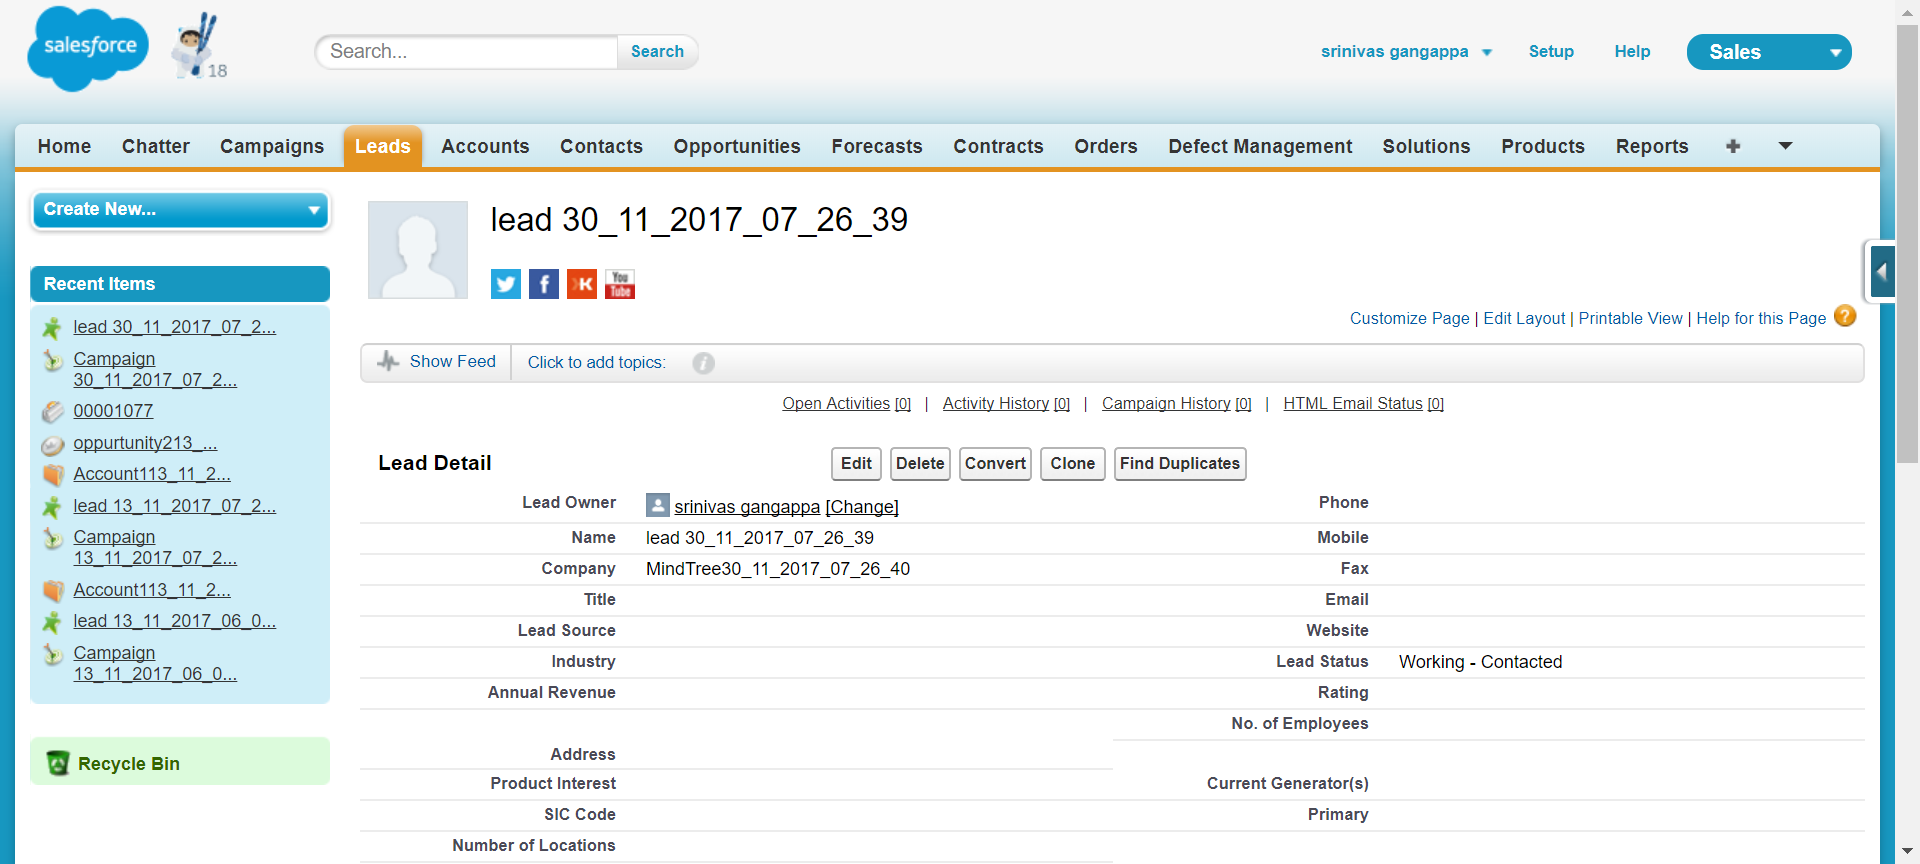 salesforce
18
Search...
Search
srinivas gangappa
Setup
Help
Sales
Home
Chatter
Campaigns
Leads
Accounts
Contacts
Opportunities
Forecasts
Contracts
Orders
Defect Management
Solutions
Products
Reports
Create New...
lead 30_11_2017_07_26_39
You
Tube
Recent Items
lead 30_11_2017_07_2...
Campaign
30_11_2017_07_2...
00001077
oppurtunity213_...
Account113_11_2...
lead 13_11_2017_07_2...
Campaign
13_11_2017_07_2...
Account113_11_2...
lead 13_11_2017_06_0...
Campaign
13_11_2017_06_0...
Recycle Bin
Customize Page | Edit Layout | Printable View | Help for this Page ?
Show Feed
Click to add topics:
Open Activities [0] | Activity History [0] | Campaign History [0] | HTML Email Status [0]
Lead Detail
Edit
Delete
Convert
Clone
Find Duplicates
Lead Owner srinivas gangappa [Change]
Phone
Name lead 30_11_2017_07_26_39
Mobile
Company MindTree30_11_2017_07_26_40
Fax
Title
Email
Lead Source
Website
Industry
Lead Status Working - Contacted
Annual Revenue
Rating
No. of Employees
Address
Product Interest
Current Generator(s)
SIC Code
Primary
Number of Locations